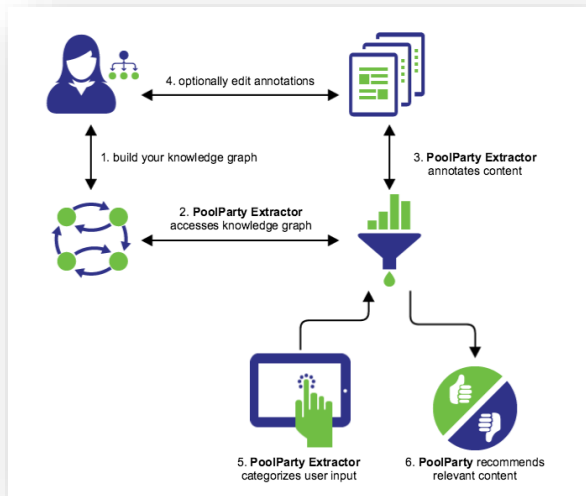 4. optionally edit annotations
1. build your knowledge graph
3. PoolParty Extractor
annotates content
2. PoolParty Extractor
accesses knowledge graph
5. PoolParty Extractor
categorizes user input
6. PoolParty recommends
relevant content